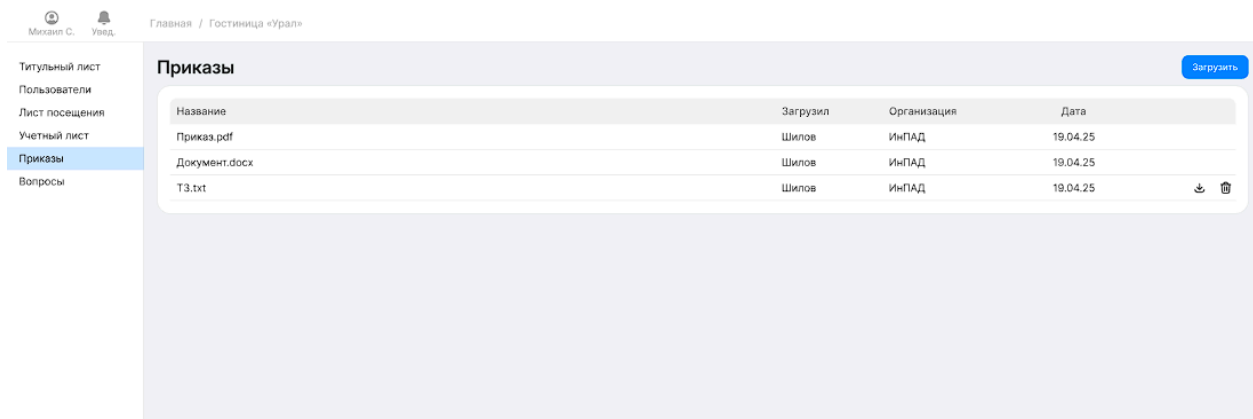 Михаил С. Увед. Главная / Гостиница «Урал»
Титульный лист
Пользователи
Лист посещения
Учетный лист
Приказы
Вопросы
Приказы Загрузить
Название Загрузил Организация Дата
Приказ.pdf Шилов ИнПАД 19.04.25
Документ.docx Шилов ИнПАД 19.04.25
ТЗ.txt Шилов ИнПАД 19.04.25